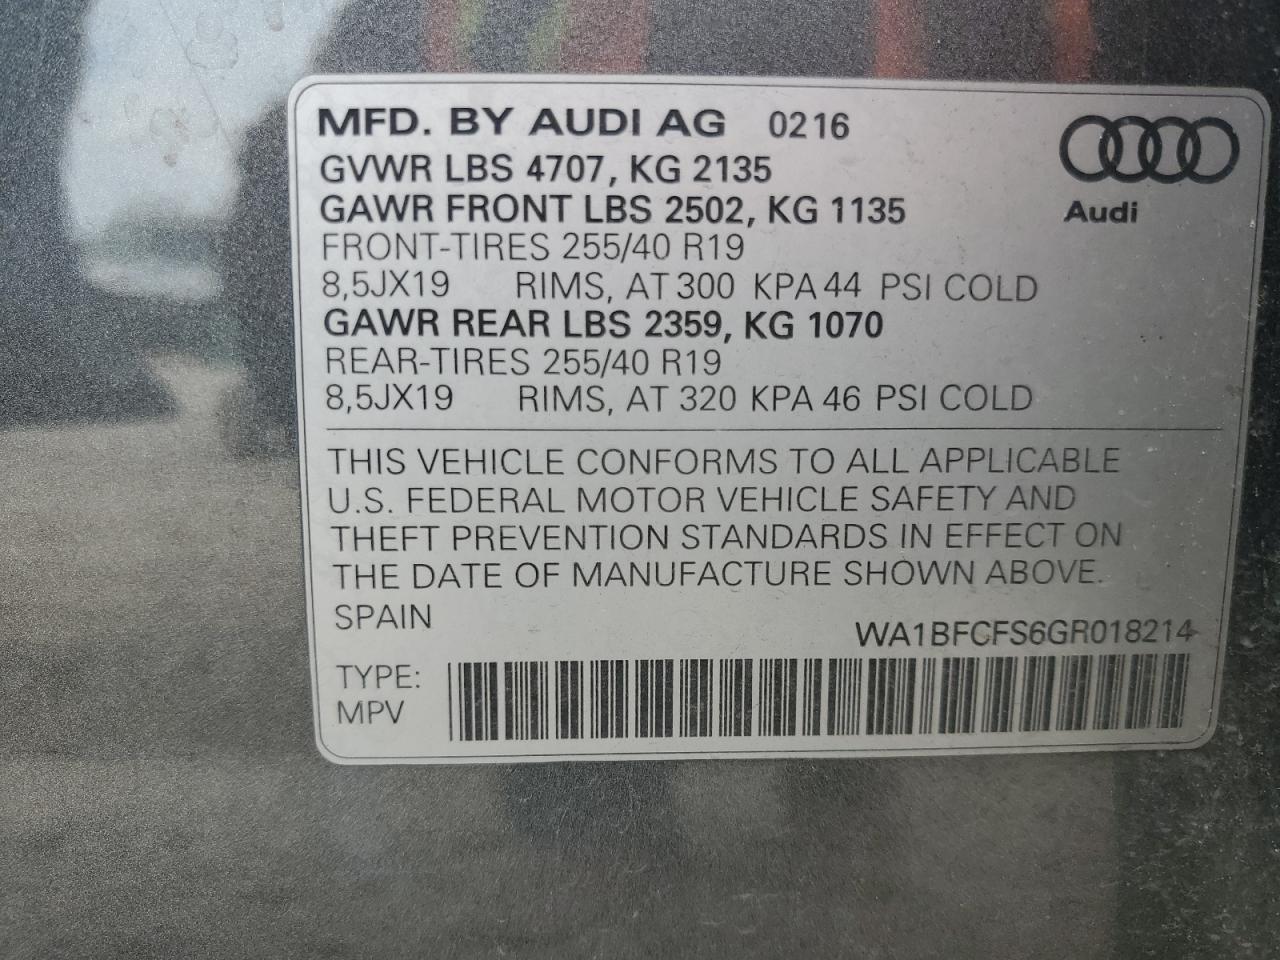 MFD. BY AUDI AG 0216
GVWR LBS 4707, KG 2135
GAWR FRONT LBS 2502, KG 1135
Audi
FRONT-TIRES 255/40 R19
8,5JX19 RIMS, AT 300 KPA 44 PSI COLD
GAWR REAR LBS 2359, KG 1070
REAR-TIRES 255/40 R19
8,5JX19 RIMS, AT 320 KPA 46 PSI COLD
THIS VEHICLE CONFORMS TO ALL APPLICABLE
U.S. FEDERAL MOTOR VEHICLE SAFETY AND
THEFT PREVENTION STANDARDS IN EFFECT ON
THE DATE OF MANUFACTURE SHOWN ABOVE.
SPAIN
WA1BFCFS6GR018214
TYPE:
MPV